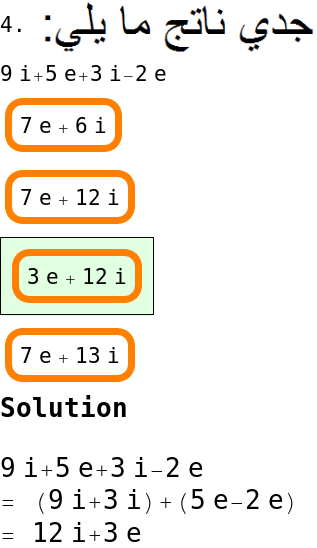 4. جدي ناتج ما يلي:
9 i+5 e+3 i−2 e
7 e + 6 i
7 e + 12 i
3 e + 12 i
7 e + 13 i
Solution
9 i+5 e+3 i−2 e
= (9 i+3 i)+(5 e−2 e)
= 12 i+3 e